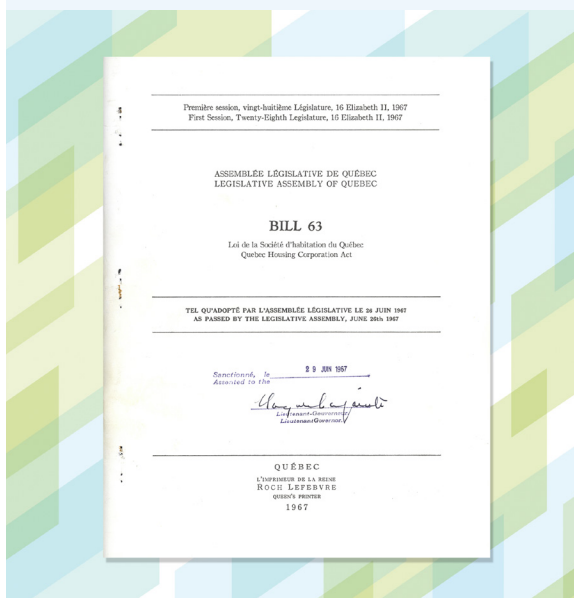 Première session, vingt-huitième Législature, 16 Elizabeth II, 1967
First Session, Twenty-Eighth Legislature, 16 Elizabeth II, 1967
ASSEMBLÉE LÉGISLATIVE DE QUÉBEC
LEGISLATIVE ASSEMBLY OF QUEBEC
BILL 63
Loi de la Société d'habitation du Québec
Quebec Housing Corporation Act
TEL QU'ADOPTÉ PAR L'ASSEMBLÉE LÉGISLATIVE LE 26 JUIN 1967
AS PASSED BY THE LEGISLATIVE ASSEMBLY, JUNE 26th 1967
Sanctionné, le 29 JUIN 1967
Assented to the
Lieutenant-Gouverneur
Lieutenant Governor.
QUÉBEC
L'IMPRIMEUR DE LA REINE
ROCH LEFEBVRE
QUEEN'S PRINTER
1967